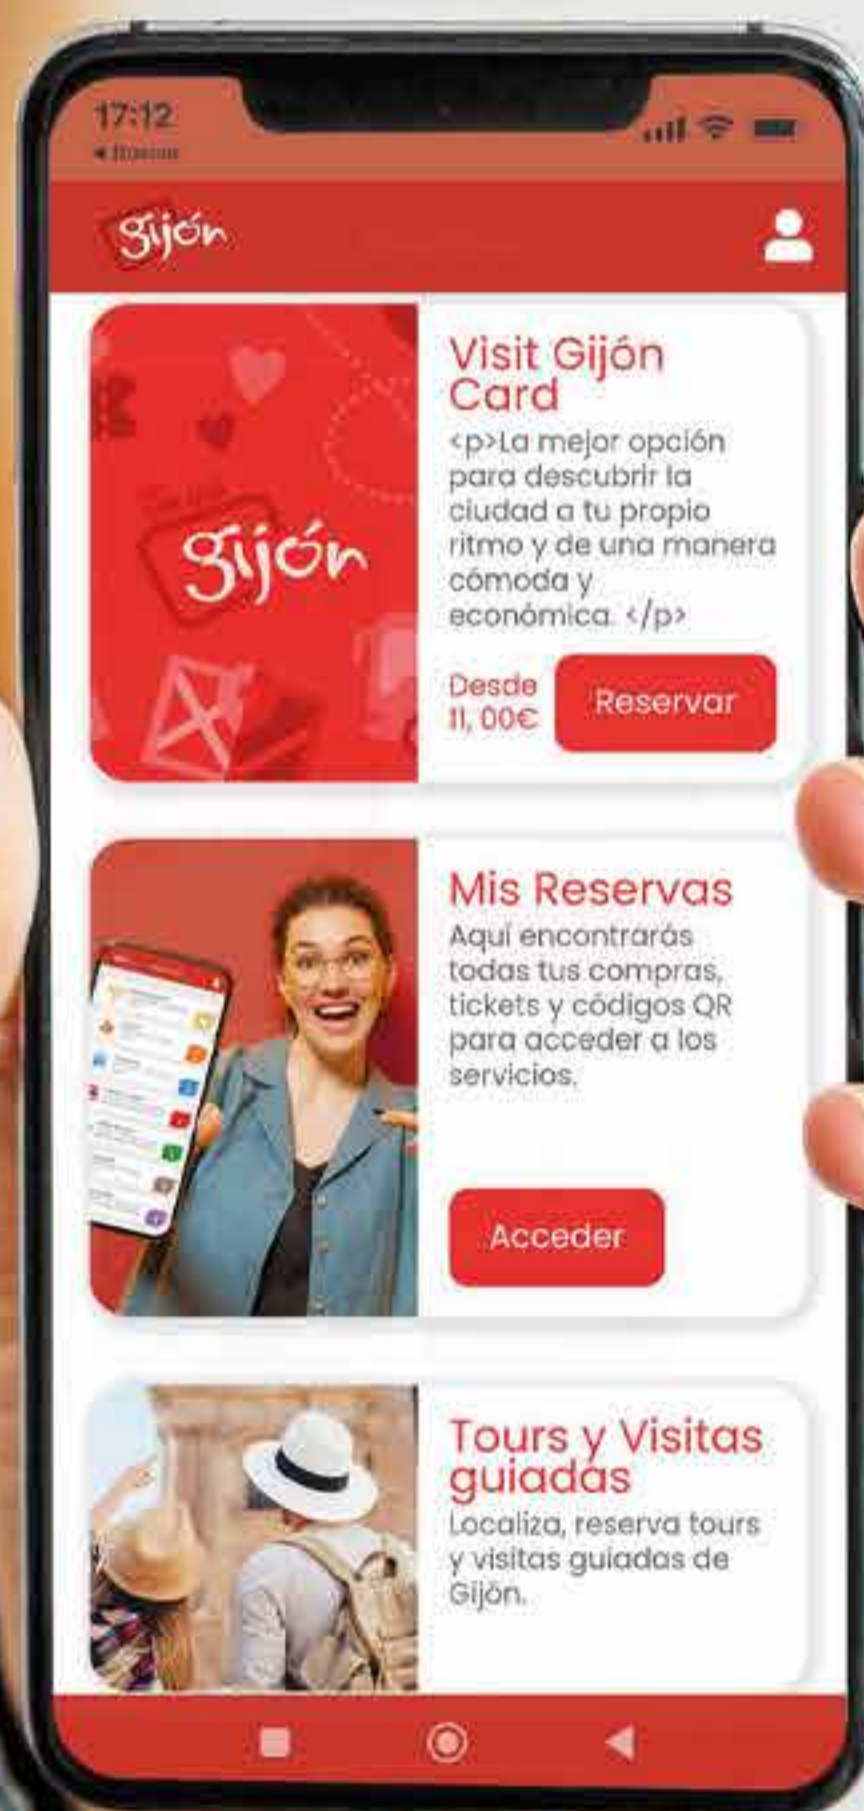 17:12
gijón
Visit Gijón
Card
<p>La mejor opción
para descubrir la
ciudad a tu propio
ritmo y de una manera
cómoda y
económica. </p>
gijón
Desde
11, 00€
Reservar
Mis Reservas
Aquí encontrarás
todas tus compras,
tickets y códigos QR
para acceder a los
servicios.
Acceder
Tours y Visitas
guiadas
Localiza, reserva tours
y visitas guiadas de
Gijón.